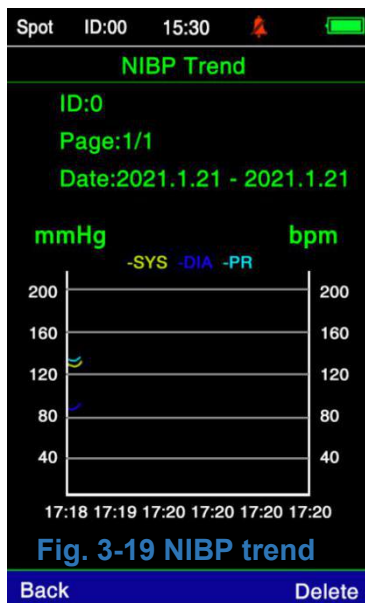 Spot ID:00 15:30
NIBP Trend
ID:0
Page:1/1
Date:2021.1.21 - 2021.1.21
mmHg bpm
-SYS -DIA -PR
200 200
160 160
120 120
80 80
40 40
17:18 17:19 17:20 17:20 17:20 17:20
Fig. 3-19 NIBP trend
Back Delete